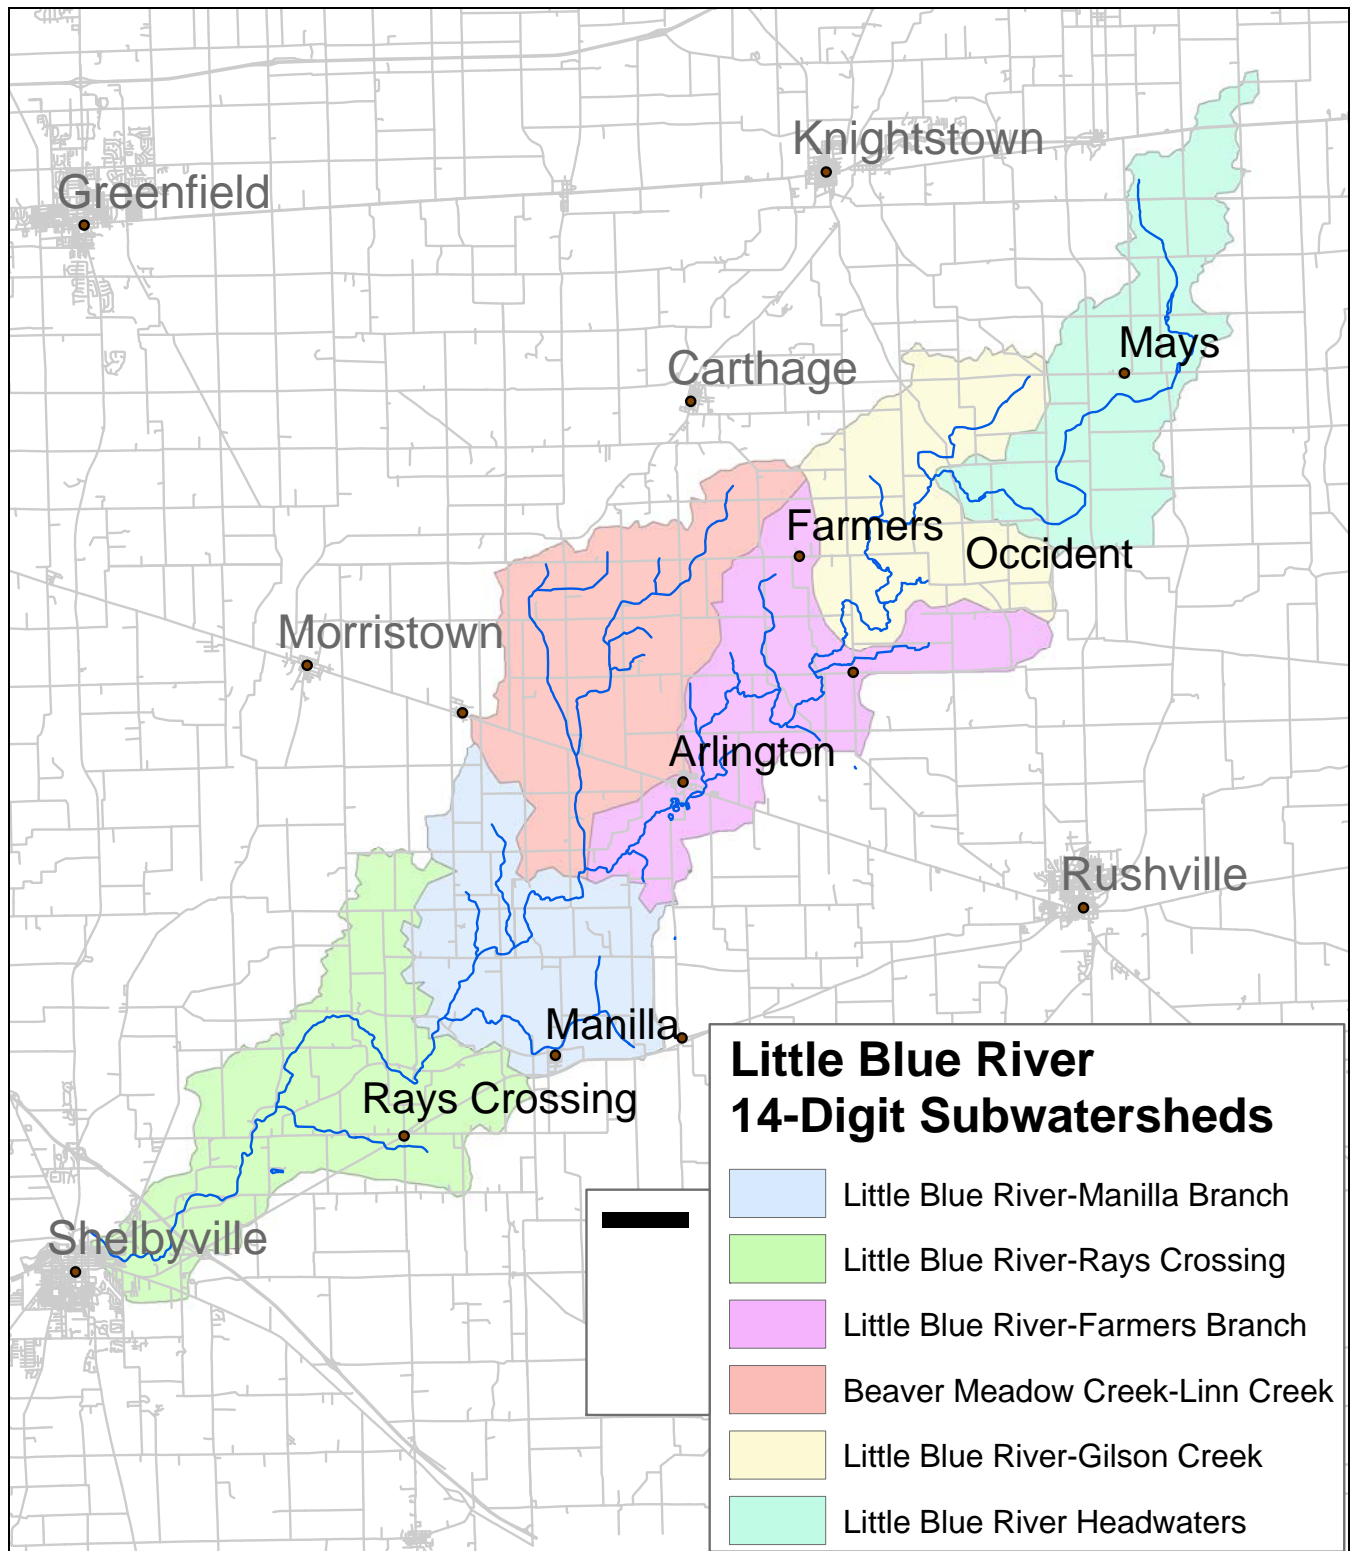 Knightstown
Greenfield
Mays
Carthage
Farmers
Occident
Morristown
Arlington
Rushville
Manilla
Rays Crossing
Shelbyville
Little Blue River
14-Digit Subwatersheds
Little Blue River-Manilla Branch
Little Blue River-Rays Crossing
Little Blue River-Farmers Branch
Beaver Meadow Creek-Linn Creek
Little Blue River-Gilson Creek
Little Blue River Headwaters